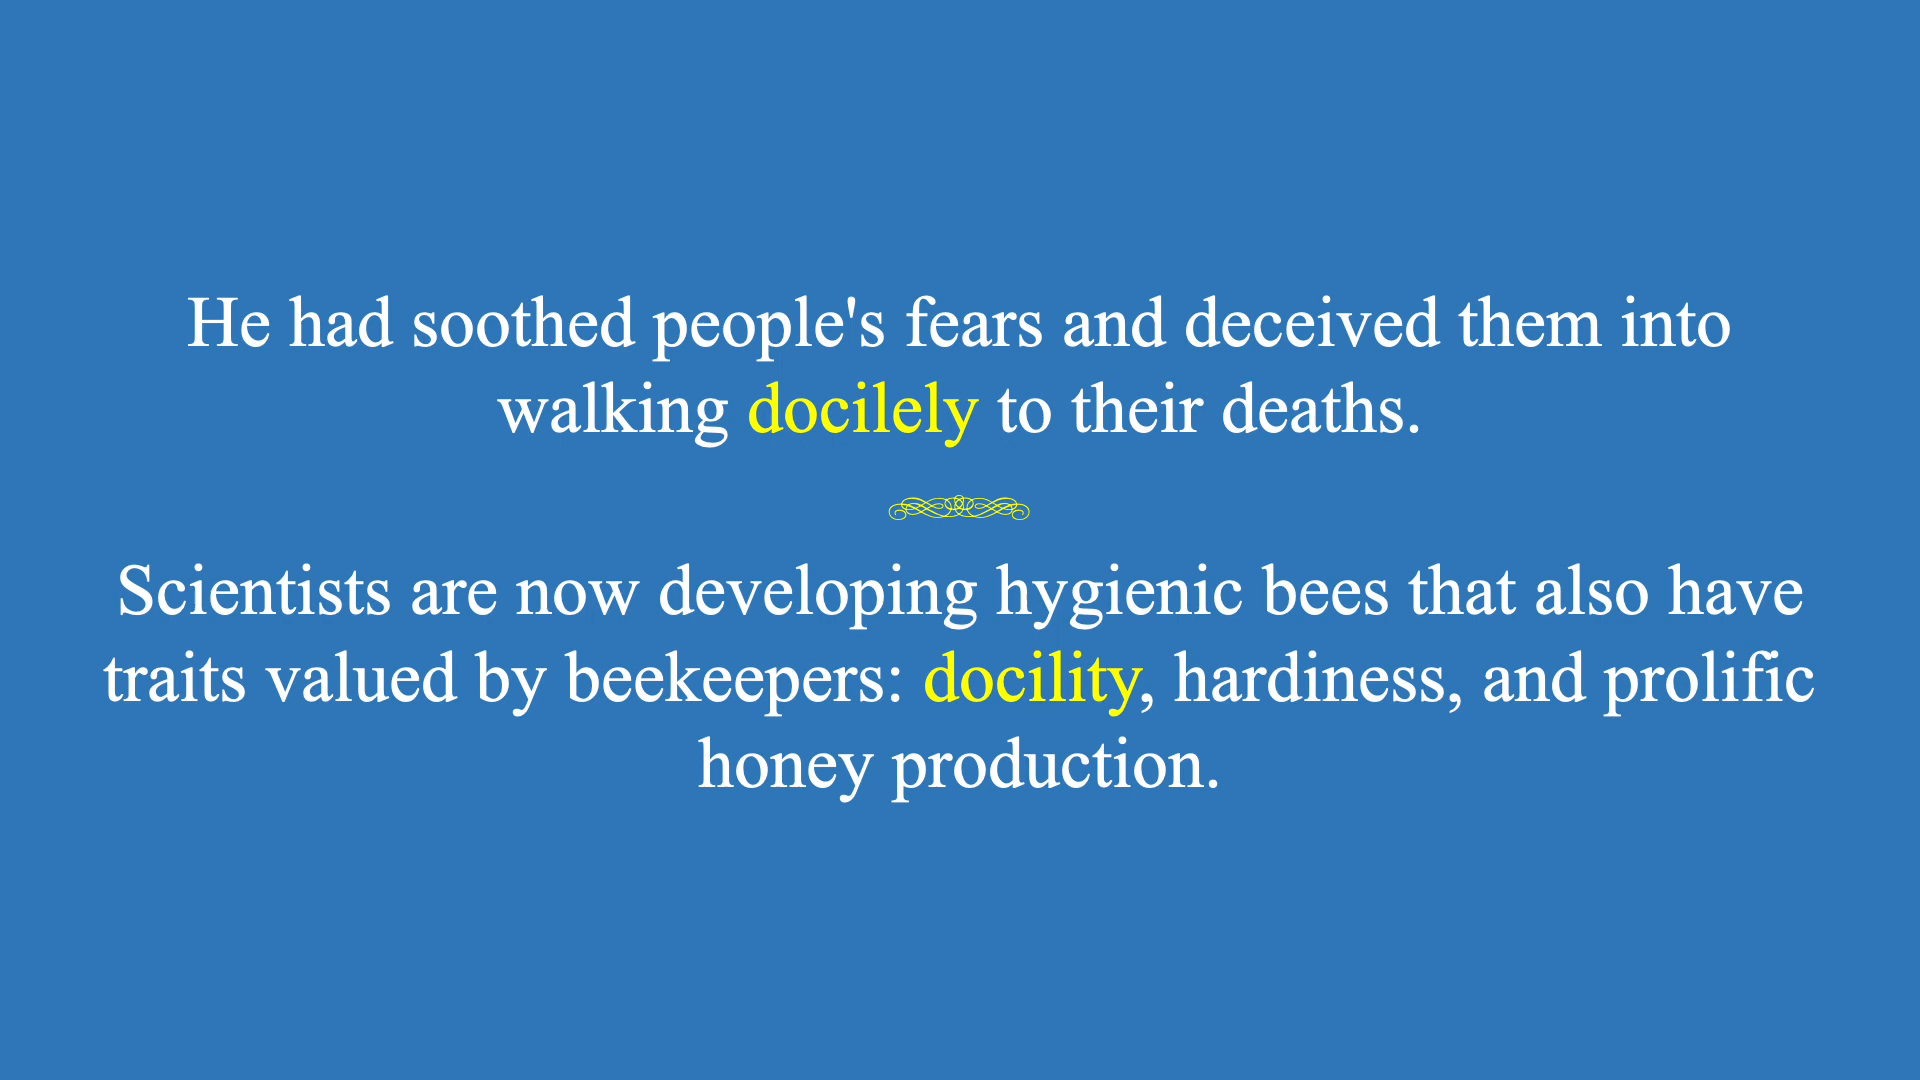 He had soothed people's fears and deceived them into
walking docilely to their deaths.
Scientists are now developing hygienic bees that also have
traits valued by beekeepers: docility, hardiness, and prolific
honey production.